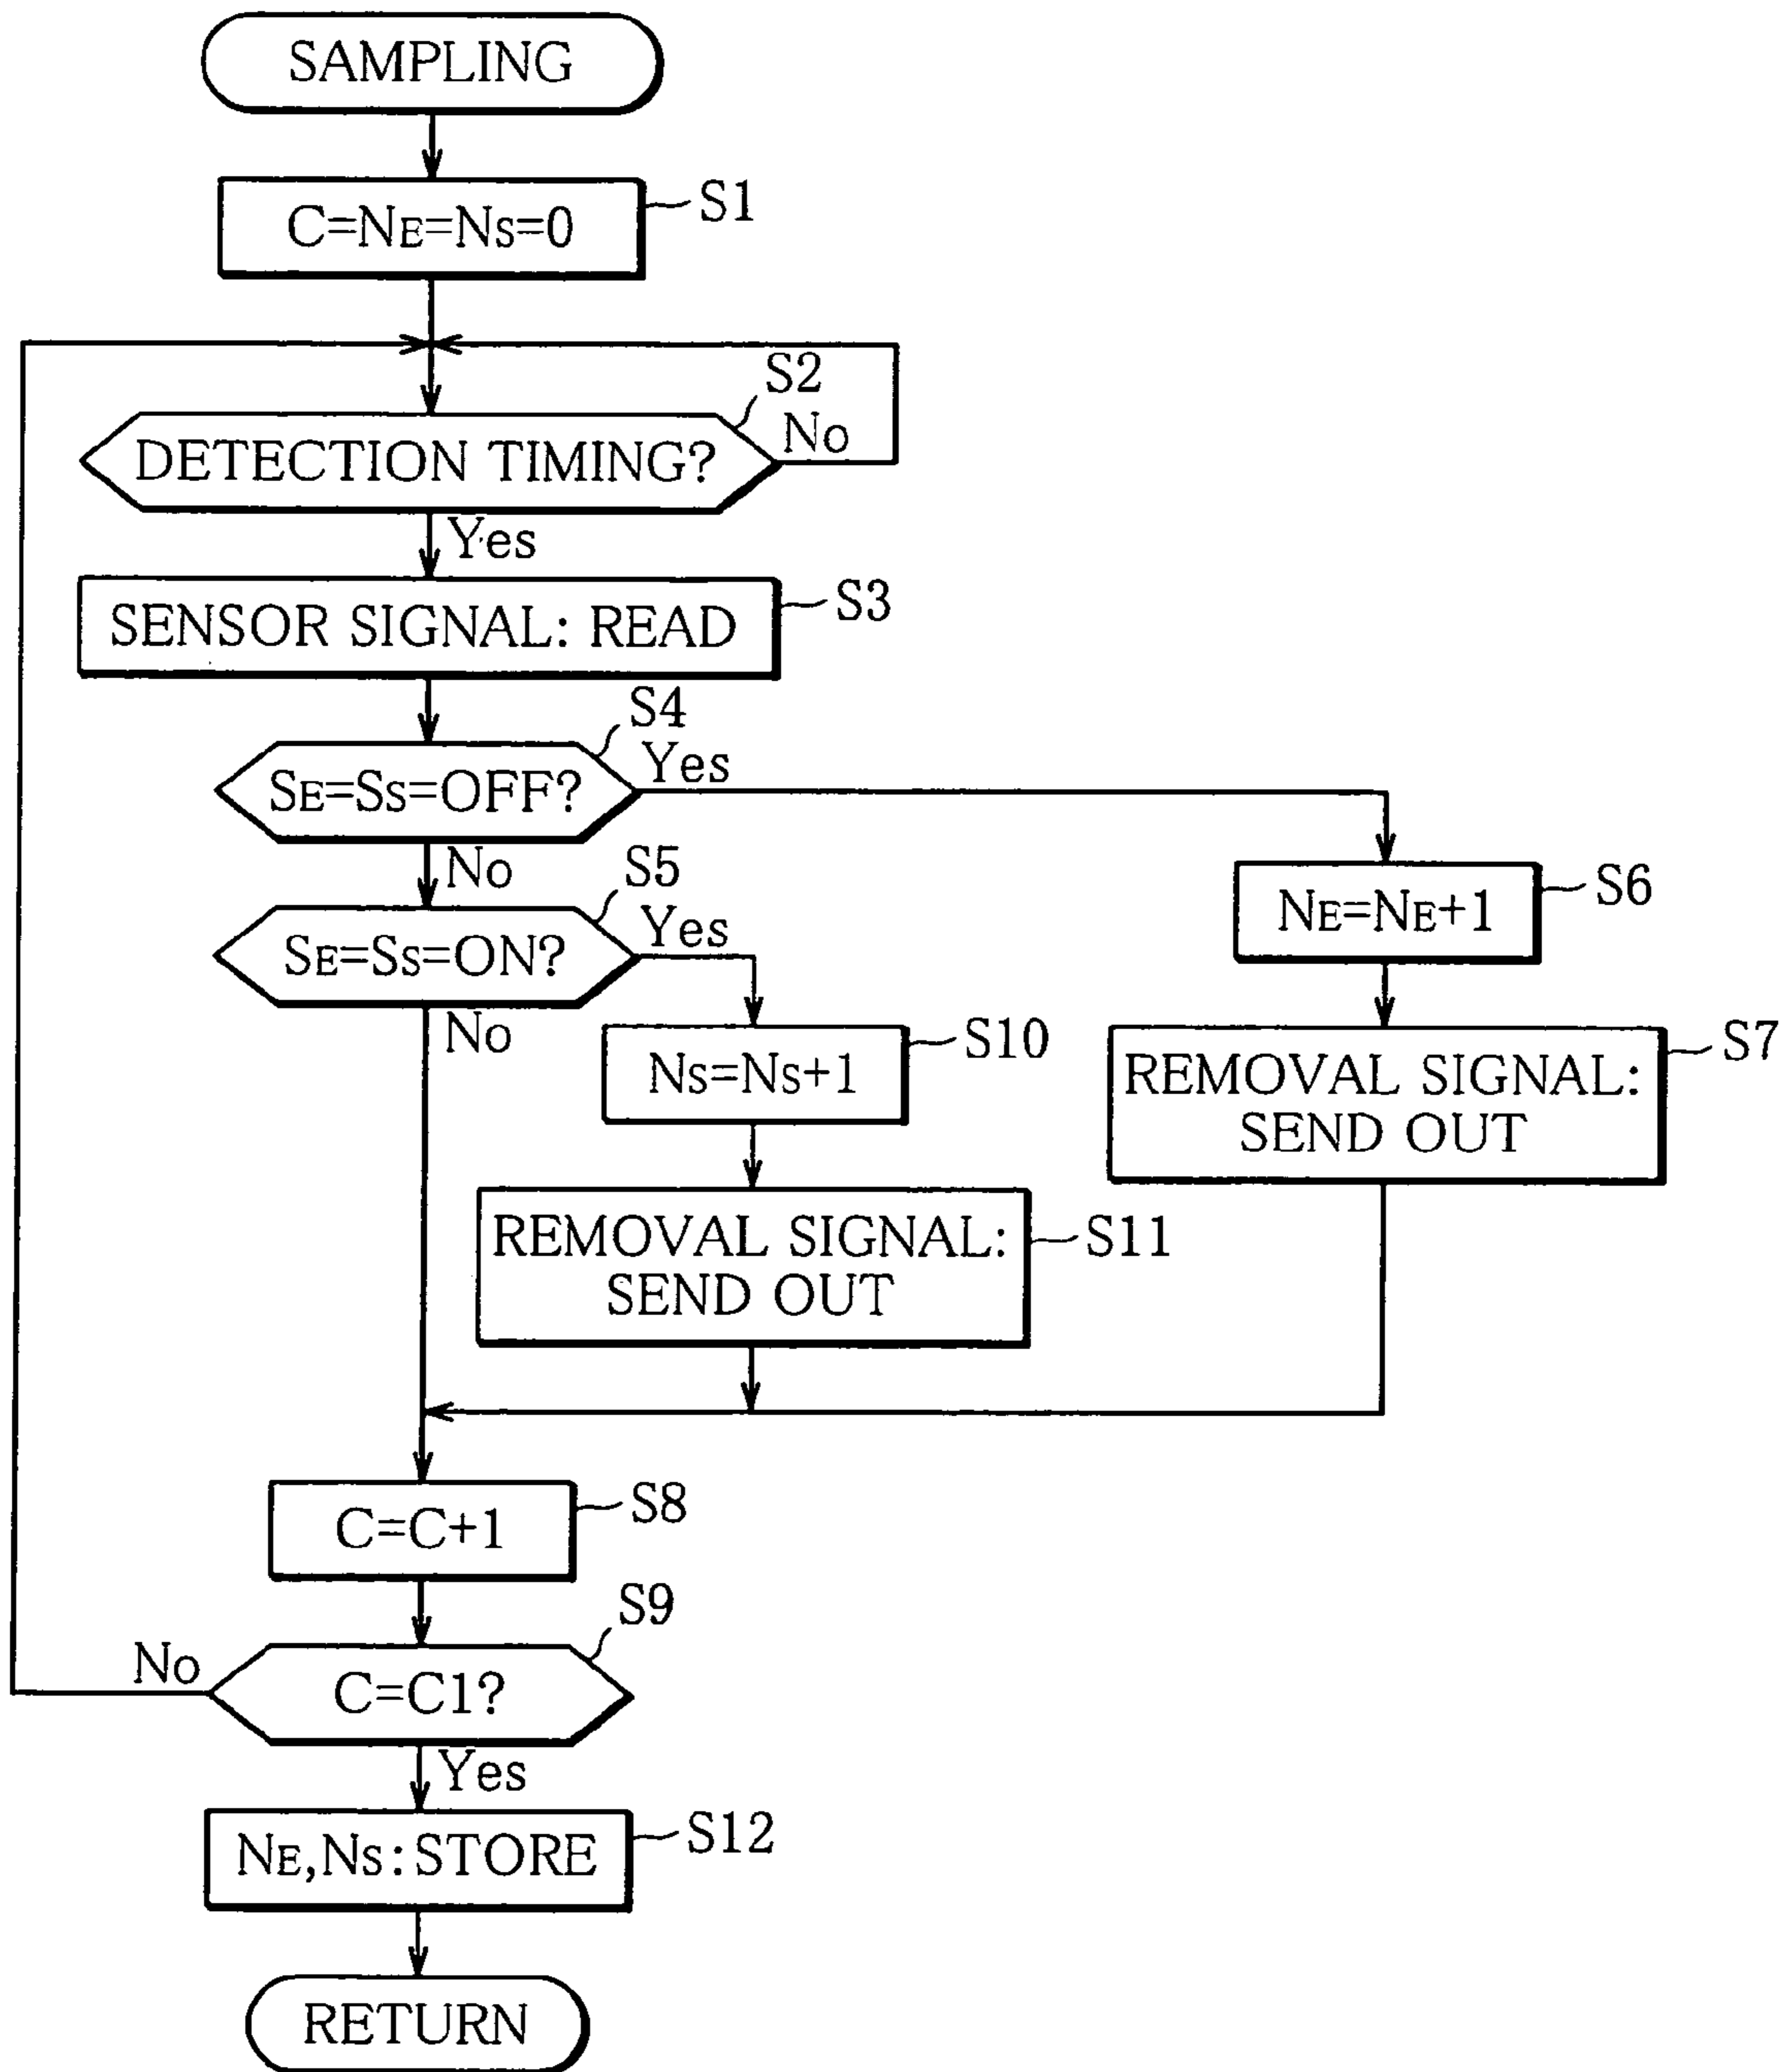 SAMPLING
C=NE=NS=0
S1
S2
DETECTION TIMING?
No
Yes
SENSOR SIGNAL: READ
S3
S4
SE=SS=OFF?
Yes
No
S5
SE=SS=ON?
Yes
No
NE=NE+1
S6
NS=NS+1
S10
REMOVAL SIGNAL:
SEND OUT
S7
REMOVAL SIGNAL:
SEND OUT
S11
C=C+1
S8
S9
No
C=C1?
Yes
NE,NS:STORE
S12
RETURN